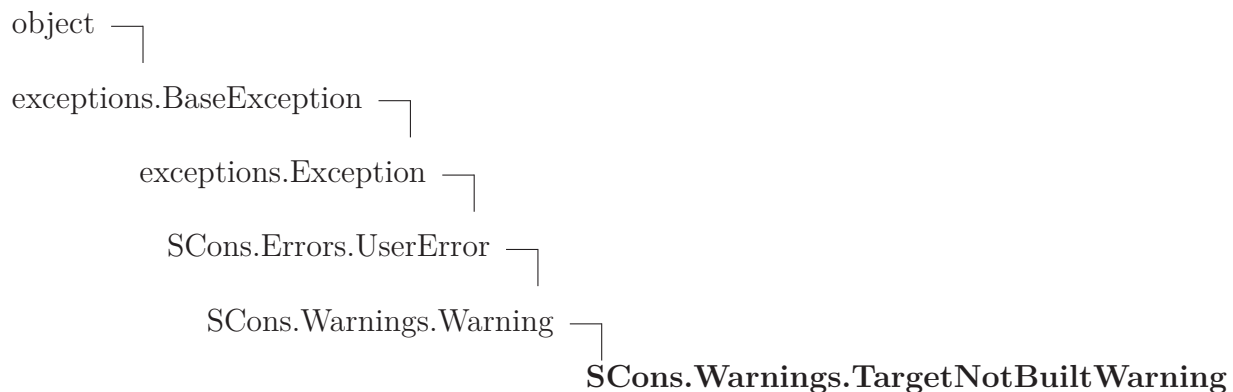 object
exceptions.BaseException
exceptions.Exception
SCons.Errors.UserError
SCons.Warnings.Warning
SCons.Warnings.TargetNotBuiltWarning